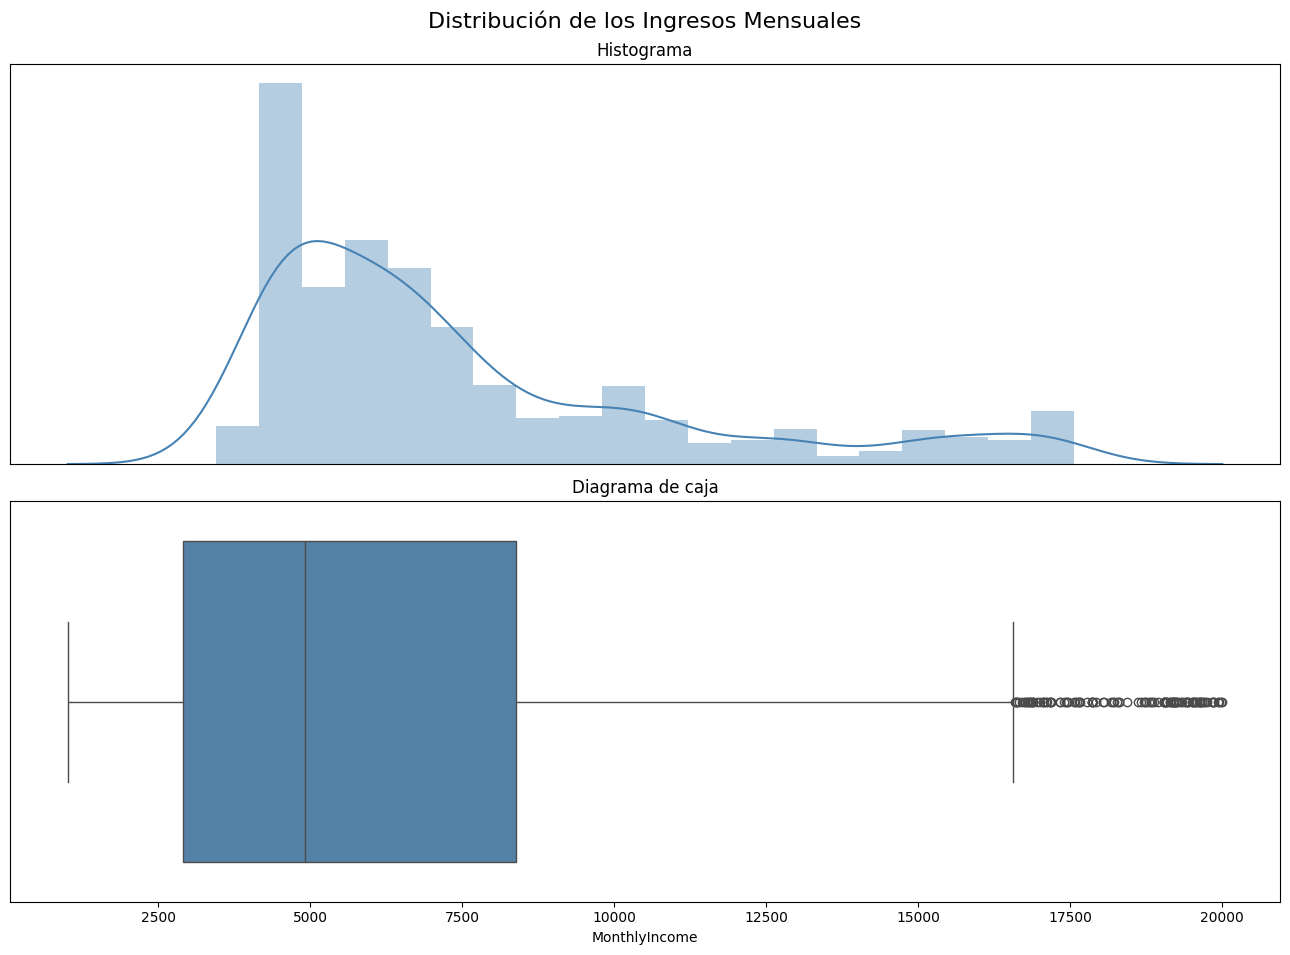 Distribución de los Ingresos Mensuales
Histograma
Diagrama de caja
2500 5000 7500 10000 12500 15000 17500 20000
MonthlyIncome